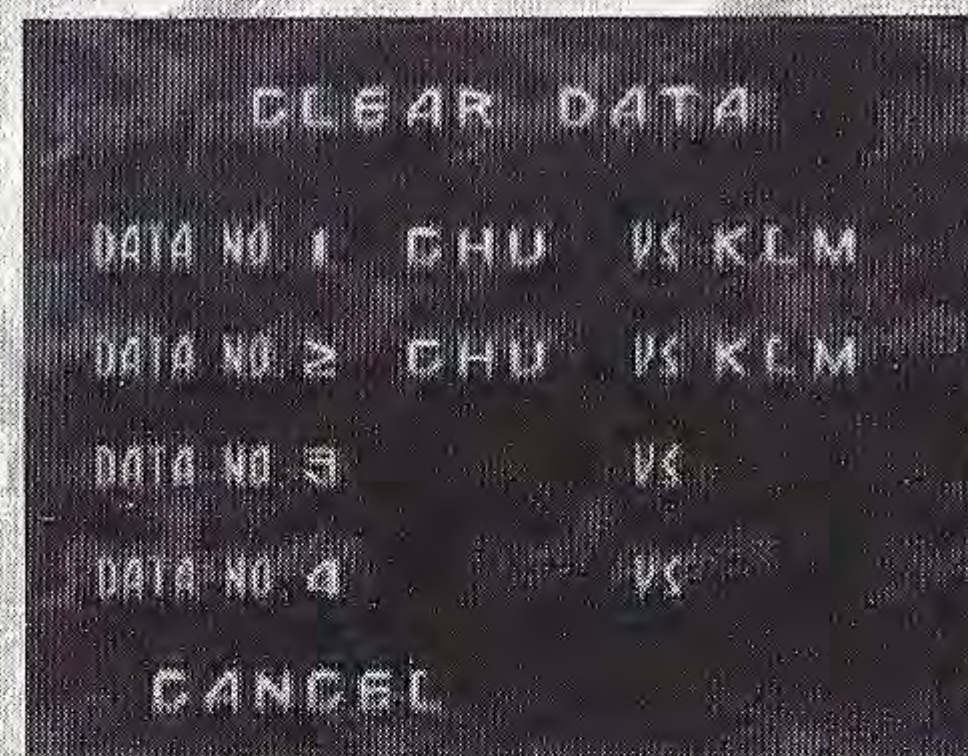 CLEAR DATA
DATA NO. 1 CHU VS KLM
DATA NO. 2 CHU VS KLM
DATA NO. 3 VS
DATA NO. 4 VS
CANCEL